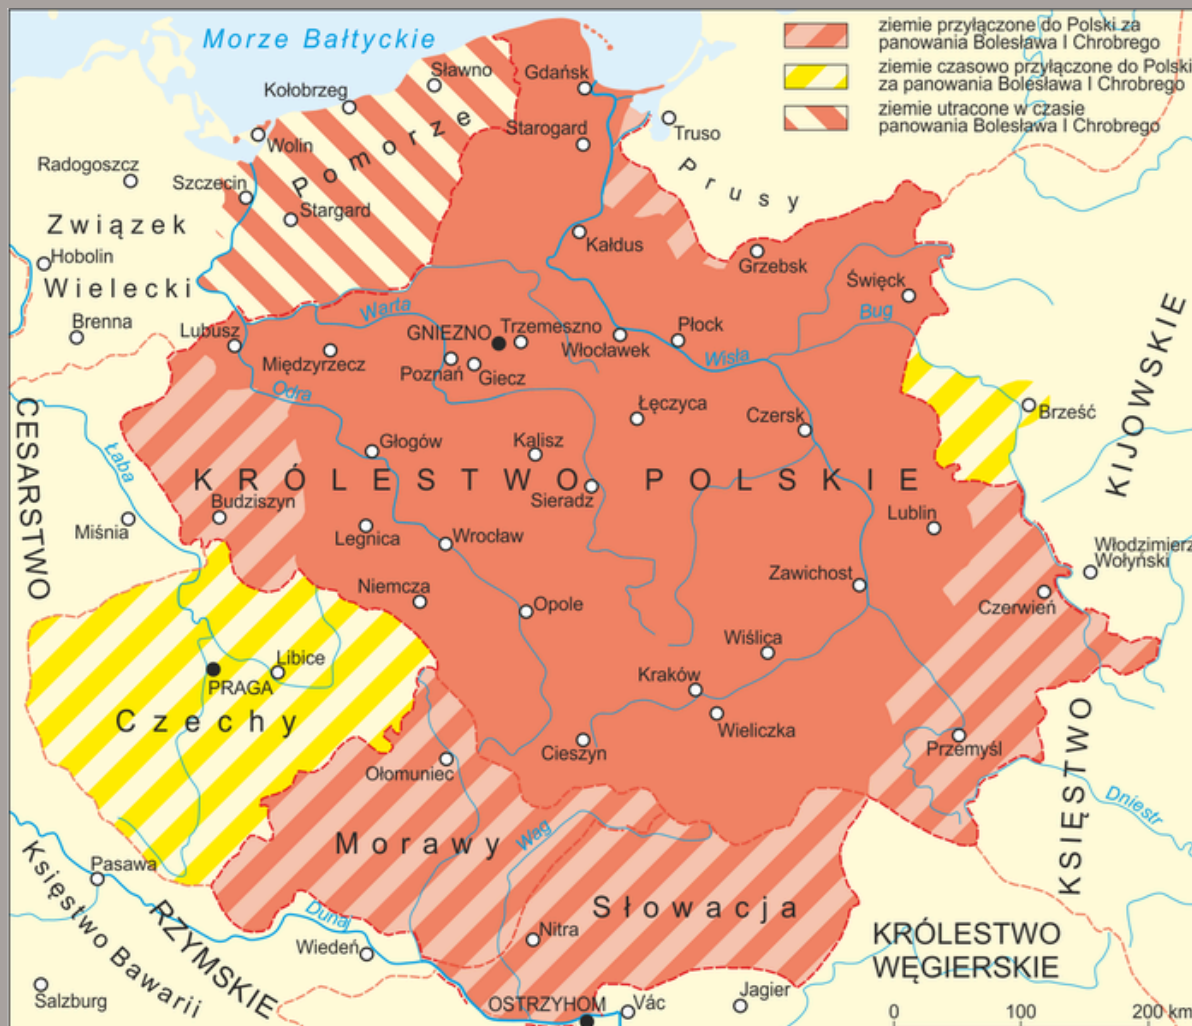 Morze Bałtyckie
ziemie przyłączone do Polski za
panowania Bolesława I Chrobrego
ziemie czasowo przyłączone do Polski
za panowania Bolesława I Chrobrego
ziemie utracone w czasie
panowania Bolesława I Chrobrego
Sławno
Gdańsk
Kołobrzeg
Starogard
Truso
Wolin
Pomorze
Radogoszcz
Szczecin
Stargard
Prusy
Związek
Wielecki
Hobolin
Kałdus
Grzebsk
Święck
Bug
Brenna
Lubusz
Warta
GNIEZNO
Trzemeszno
Włocławek
Płock
Wisła
Międzyrzecz
Poznań
Giecz
Odra
Łęczyca
Czersk
Brześć
KSIĘSTWO KIJOWSKIE
CESARSTWO
RZYMSKIE
Łaba
Głogów
Kalisz
KRÓLESTWO POLSKIE
Sieradz
Budziszyn
Miśnia
Legnica
Wrocław
Lublin
Włodzimierz
Wołyński
Niemcza
Opole
Zawichost
Czerwień
Libice
PRAGA
Czechy
Wiślica
Kraków
Wieliczka
Cieszyn
Przemyśl
Ołomuniec
Dniestr
Morawy
Wag
Pasawa
Księstwo Bawarii
Dunaj
Słowacja
Nitra
Wiedeń
KRÓLESTWO
WĘGIERSKIE
Salzburg
OSTRZYHOM
Vác
Jagier
0 100 200 km